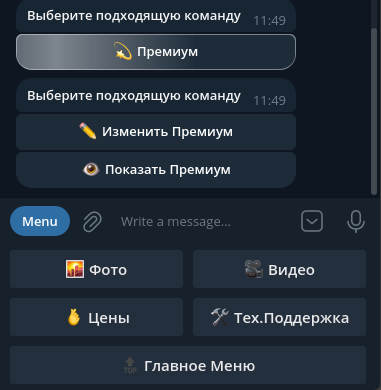 Выберите подходящую команду 11:49
💫 Премиум
Выберите подходящую команду 11:49
✏️ Изменить Премиум
👁️ Показать Премиум
Menu Write a message...
🌇 Фото
🎥 Видео
🫰 Цены
🛠️ Тех.Поддержка
🔝 Главное Меню